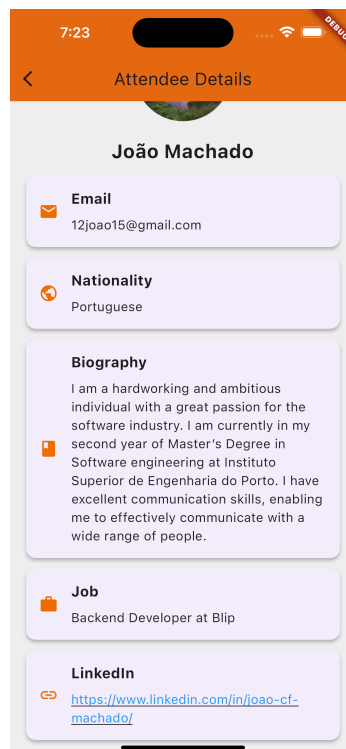 7:23
DEBUG
Attendee Details
João Machado
Email
12joao15@gmail.com
Nationality
Portuguese
Biography
I am a hardworking and ambitious
individual with a great passion for the
software industry. I am currently in my
second year of Master's Degree in
Software engineering at Instituto
Superior de Engenharia do Porto. I have
excellent communication skills, enabling
me to effectively communicate with a
wide range of people.
Job
Backend Developer at Blip
LinkedIn
https://www.linkedin.com/in/joao-cf-
machado/